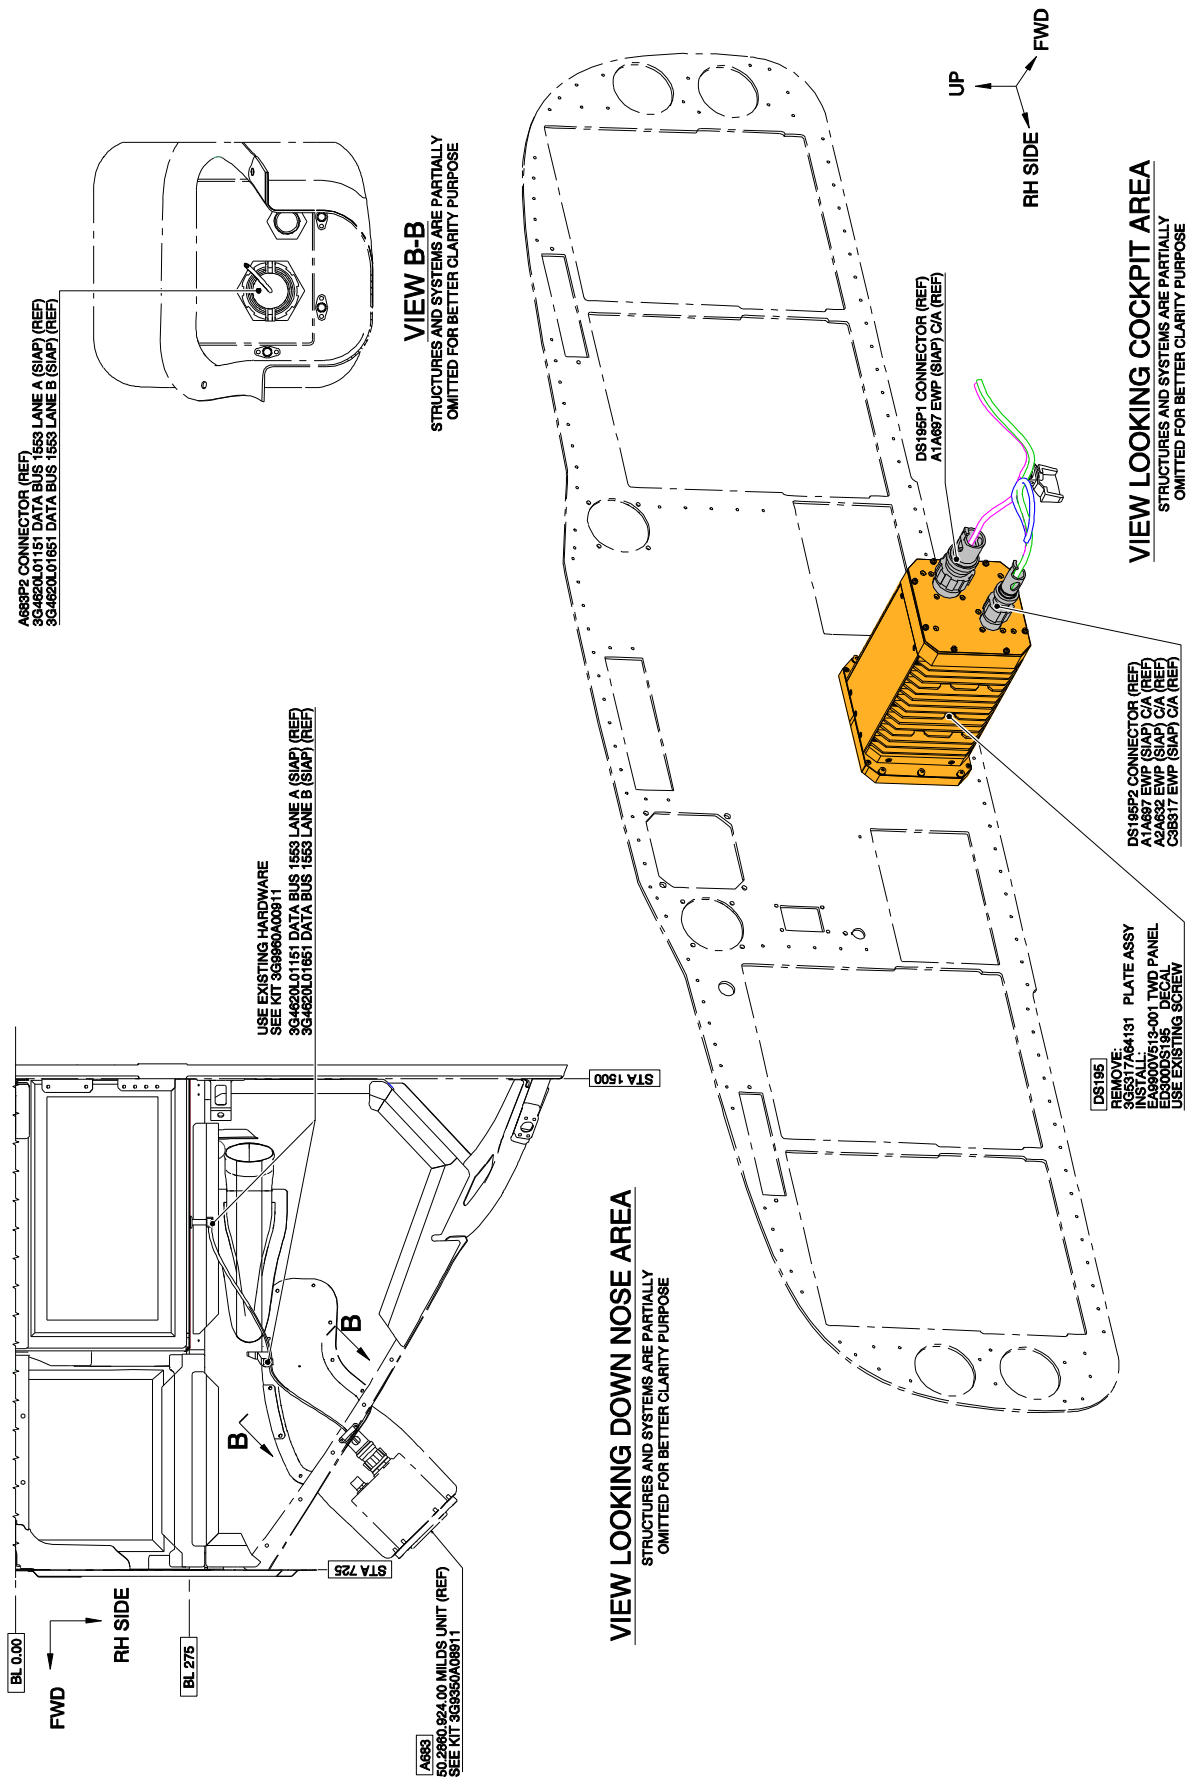 BL 0.00
FWD
RH SIDE
BL 275
STA 725
STA 1500
A683
50.2860.924.00 MILDS UNIT (REF)
SEE KIT 3G9350A08911
B
B
USE EXISTING HARDWARE
SEE KIT 3G9960A00911
3G4620L01151 DATA BUS 1553 LANE A (SIAP) (REF)
3G4620L01651 DATA BUS 1553 LANE B (SIAP) (REF)
VIEW LOOKING DOWN NOSE AREA
STRUCTURES AND SYSTEMS ARE PARTIALLY
OMITTED FOR BETTER CLARITY PURPOSE
A683P2 CONNECTOR (REF)
3G4620L01151 DATA BUS 1553 LANE A (SIAP) (REF)
3G4620L01651 DATA BUS 1553 LANE B (SIAP) (REF)
VIEW B-B
STRUCTURES AND SYSTEMS ARE PARTIALLY
OMITTED FOR BETTER CLARITY PURPOSE
DS195P1 CONNECTOR (REF)
A1A697 EWP (SIAP) C/A (REF)
UP
FWD
RH SIDE
DS195
REMOVE:
3G5317A64131 PLATE ASSY
INSTALL:
EA9900V513-001 TWD PANEL
ED300DS195 DECAL
USE EXISTING SCREW
DS195P2 CONNECTOR (REF)
A1A697 EWP (SIAP) C/A (REF)
A2A632 EWP (SIAP) C/A (REF)
C3B317 EWP (SIAP) C/A (REF)
VIEW LOOKING COCKPIT AREA
STRUCTURES AND SYSTEMS ARE PARTIALLY
OMITTED FOR BETTER CLARITY PURPOSE